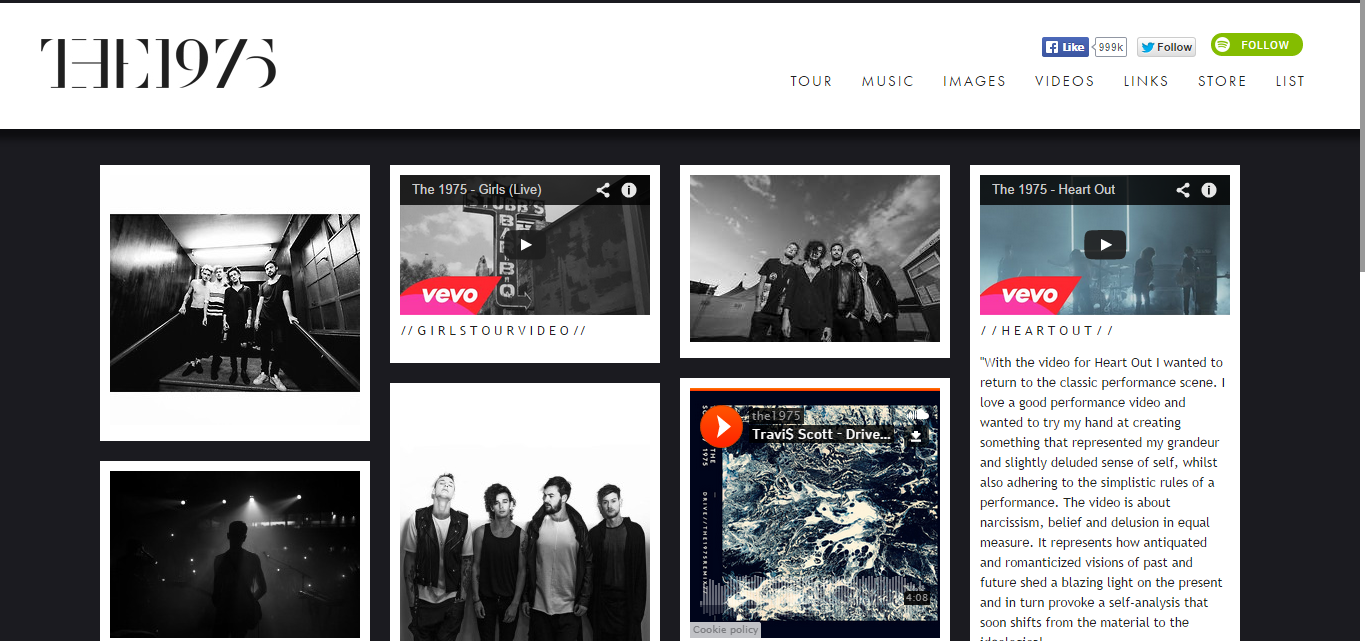 THE1975
Like 999k Follow FOLLOW
TOUR MUSIC IMAGES VIDEOS LINKS STORE LIST
The 1975 - Girls (Live)
STUBB'S
BAR
B
Q
vevo
//GIRLSTOURVIDEO//
the1975
Travi$ Scott - Drive...
THE 1975
DRIVE//THE1975REMIX//
4:08
Cookie policy
The 1975 - Heart Out
vevo
//HEARTOUT//
"With the video for Heart Out I wanted to
return to the classic performance scene. I
love a good performance video and
wanted to try my hand at creating
something that represented my grandeur
and slightly deluded sense of self, whilst
also adhering to the simplistic rules of a
performance. The video is about
narcissism, belief and delusion in equal
measure. It represents how antiquated
and romanticized visions of past and
future shed a blazing light on the present
and in turn provoke a self-analysis that
soon shifts from the material to the